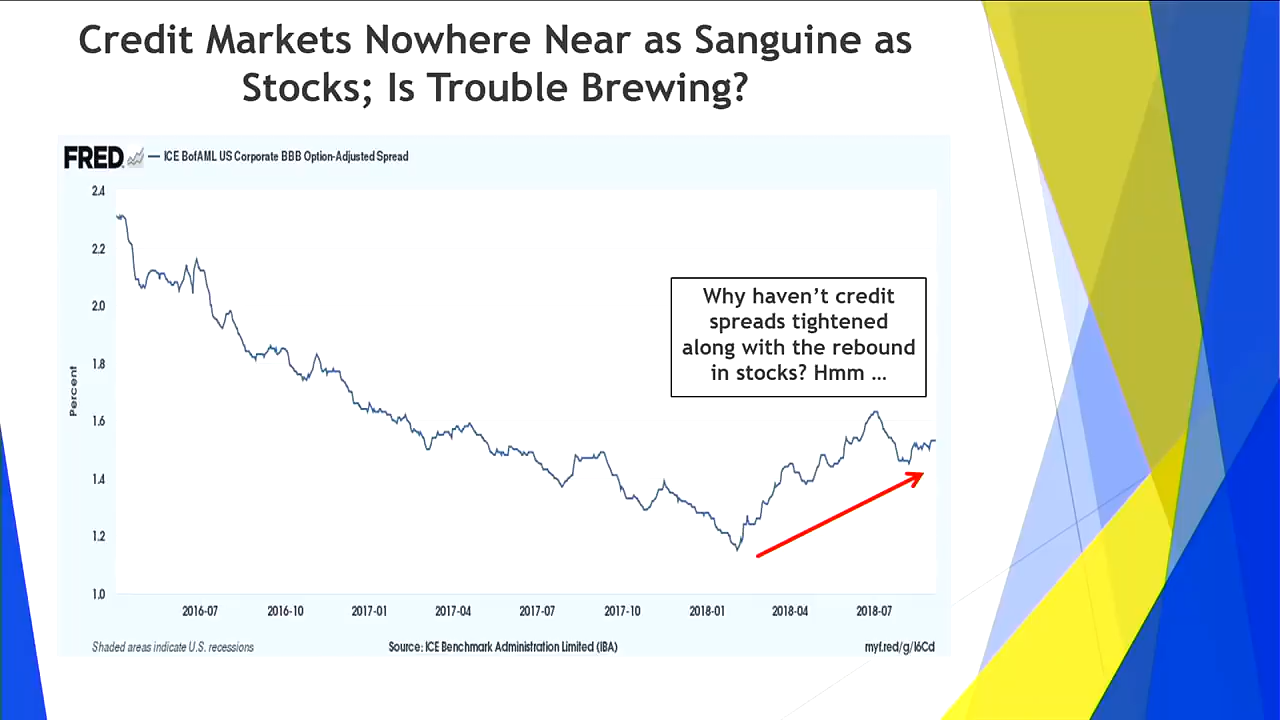 Credit Markets Nowhere Near as Sanguine as
Stocks; Is Trouble Brewing?
FRED — ICE BofAML US Corporate BBB Option-Adjusted Spread
2.4
2.2
2.0
1.8
1.6
1.4
1.2
1.0
Percent
Why haven’t credit
spreads tightened
along with the rebound
in stocks? Hmm …
2016-07 2016-10 2017-01 2017-04 2017-07 2017-10 2018-01 2018-04 2018-07
Shaded areas indicate U.S. recessions Source: ICE Benchmark Administration Limited (IBA) myf.red/g/l6Cd